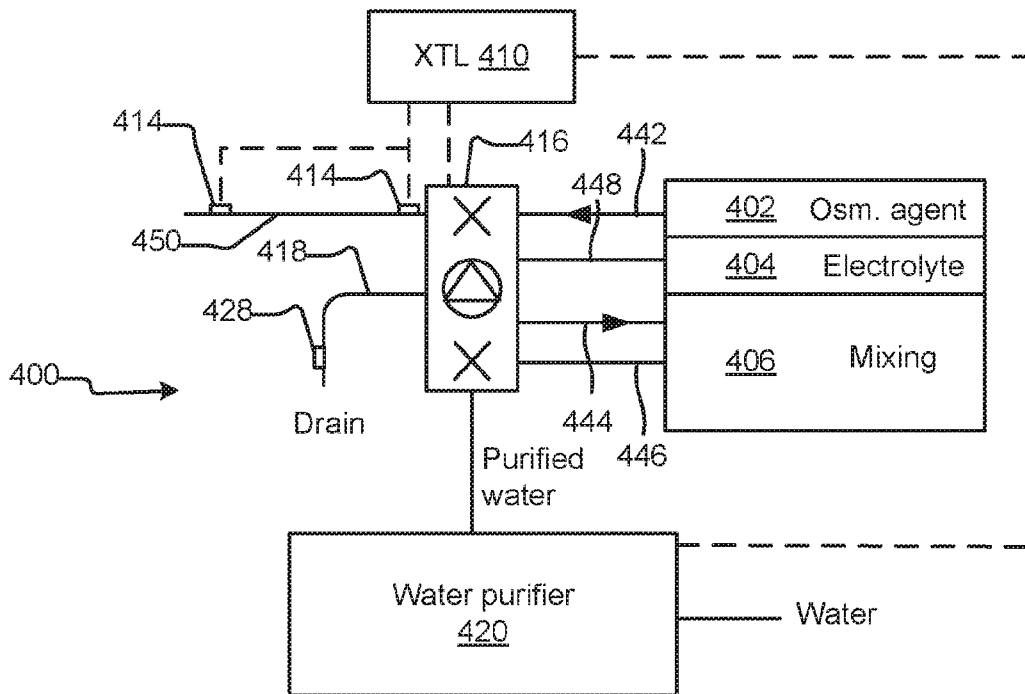 XTL 410
414
416
442
414
448
402 Osm. agent
450
418
404 Electrolyte
428
406 Mixing
400
Drain
444
446
Purified
water
Water purifier
420
Water